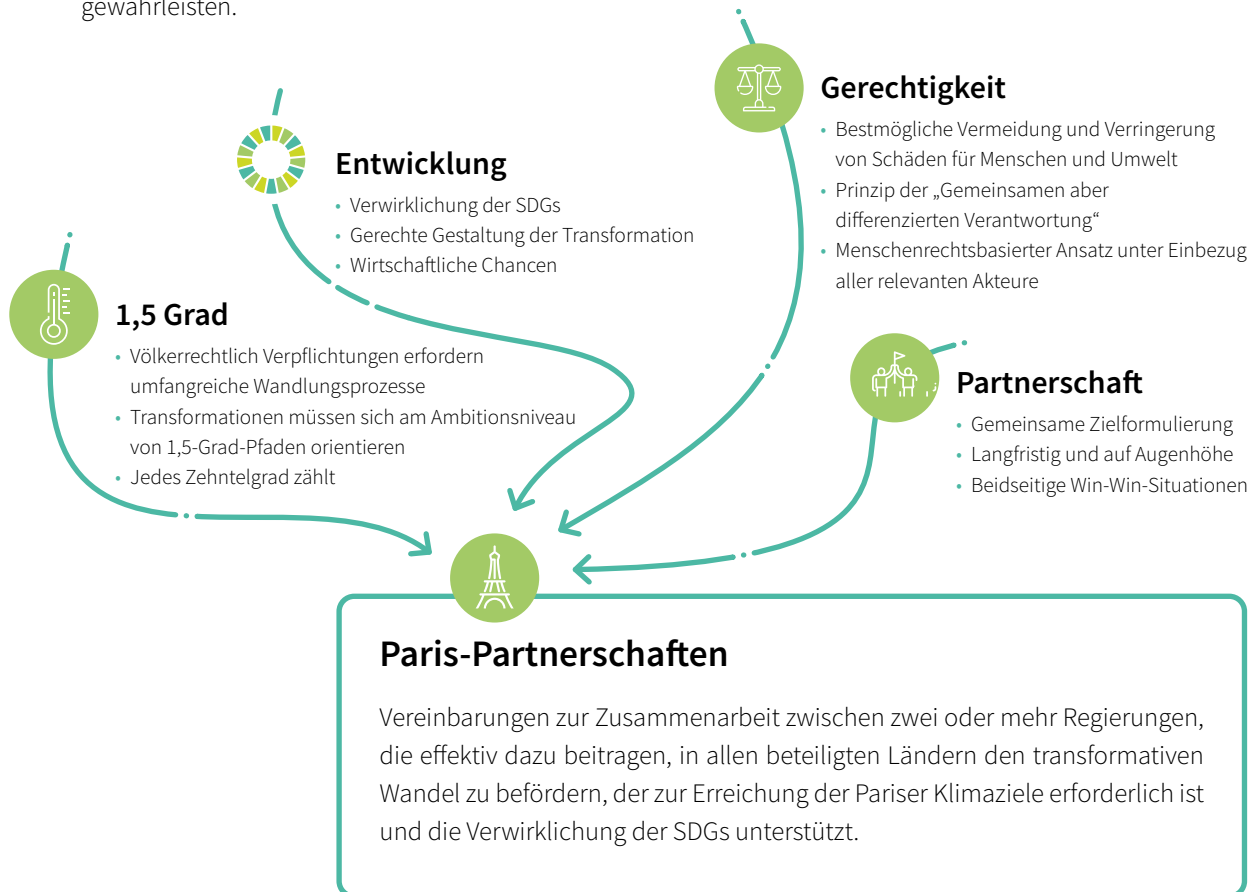 gewährleisten.
Gerechtigkeit
• Bestmögliche Vermeidung und Verringerung
von Schäden für Menschen und Umwelt
• Prinzip der „Gemeinsamen aber
differenzierten Verantwortung“
• Menschenrechtsbasierter Ansatz unter Einbezug
aller relevanten Akteure
Entwicklung
• Verwirklichung der SDGs
• Gerechte Gestaltung der Transformation
• Wirtschaftliche Chancen
1,5 Grad
• Völkerrechtlich Verpflichtungen erfordern
umfangreiche Wandlungsprozesse
• Transformationen müssen sich am Ambitionsniveau
von 1,5-Grad-Pfaden orientieren
• Jedes Zehntelgrad zählt
Partnerschaft
• Gemeinsame Zielformulierung
• Langfristig und auf Augenhöhe
• Beidseitige Win-Win-Situationen
Paris-Partnerschaften
Vereinbarungen zur Zusammenarbeit zwischen zwei oder mehr Regierungen,
die effektiv dazu beitragen, in allen beteiligten Ländern den transformativen
Wandel zu befördern, der zur Erreichung der Pariser Klimaziele erforderlich ist
und die Verwirklichung der SDGs unterstützt.